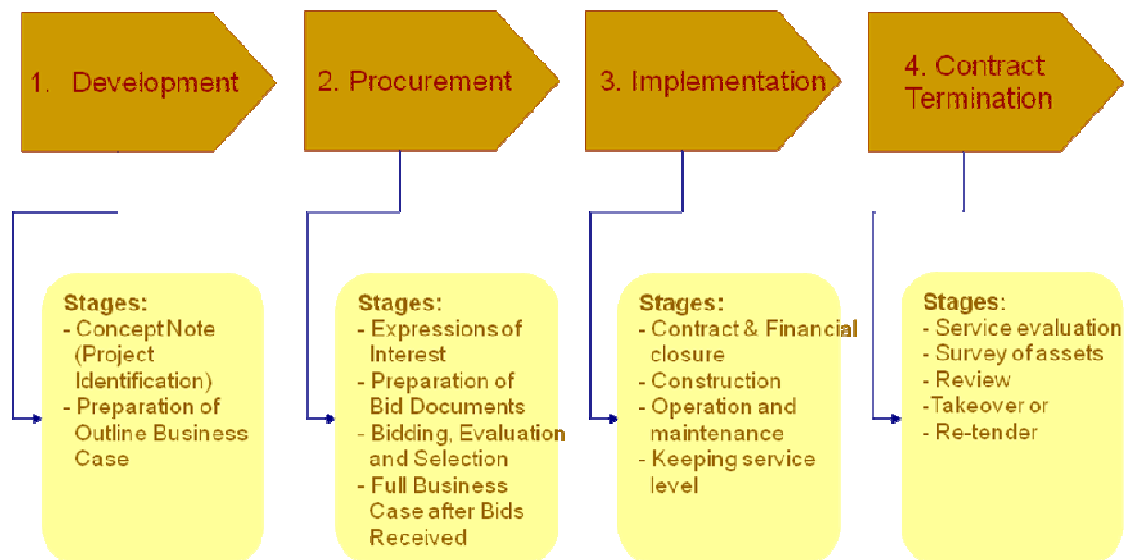 1. Development
2. Procurement
3. Implementation
4. Contract
Termination
Stages:
- Concept Note
(Project
Identification)
- Preparation of
Outline Business
Case
Stages:
- Expressions of
Interest
- Preparation of
Bid Documents
- Bidding, Evaluation
and Selection
- Full Business
Case after Bids
Received
Stages:
- Contract & Financial
closure
- Construction
- Operation and
maintenance
- Keeping service
level
Stages:
- Service evaluation
- Survey of assets
- Review
-Takeover or
- Re-tender